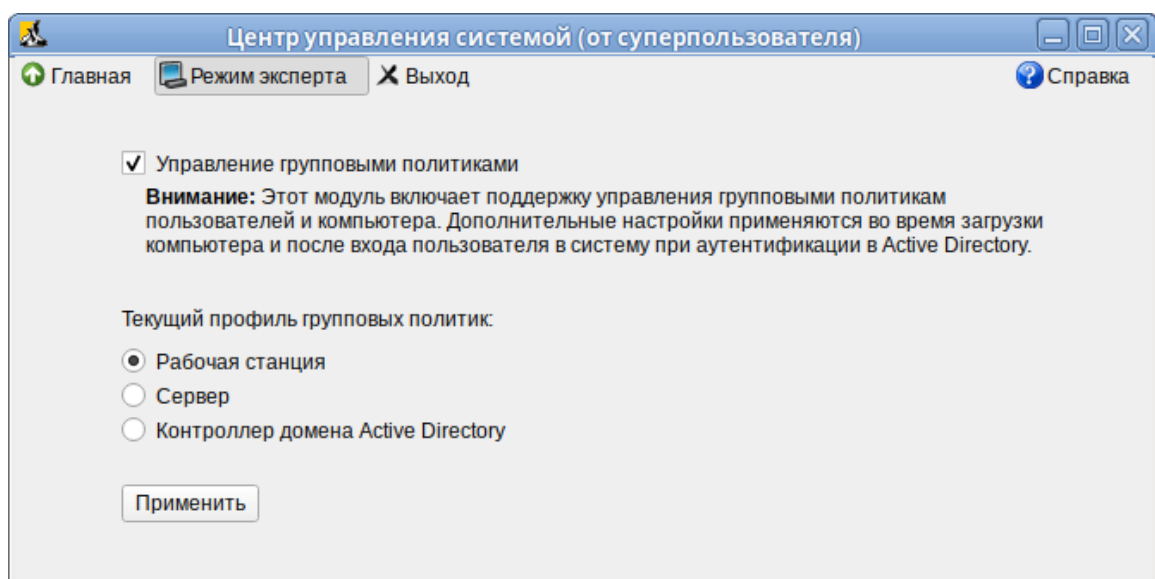 Центр управления системой (от суперпользователя)
Главная Режим эксперта Выход Справка
Управление групповыми политиками
Внимание: Этот модуль включает поддержку управления групповыми политикам
пользователей и компьютера. Дополнительные настройки применяются во время загрузки
компьютера и после входа пользователя в систему при аутентификации в Active Directory.
Текущий профиль групповых политик:
Рабочая станция
Сервер
Контроллер домена Active Directory
Применить